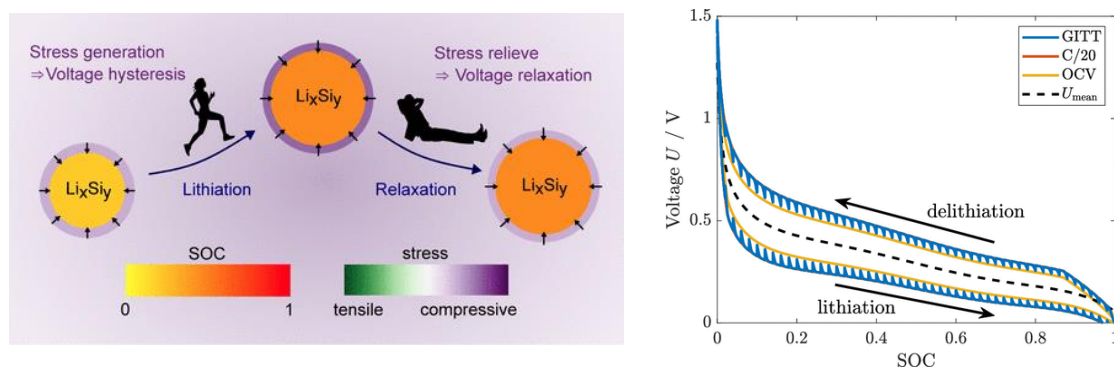 Stress generation
⇒Voltage hysteresis
LiₓSiy
Stress relieve
⇒ Voltage relaxation
LiₓSiy
Lithiation
Relaxation
LiₓSiy
SOC
0
1
stress
tensile
compressive
Voltage U / V
1.5
1
0.5
0
GITT
C/20
OCV
Umean
delithiation
lithiation
0
0.2
0.4
0.6
0.8
1
SOC